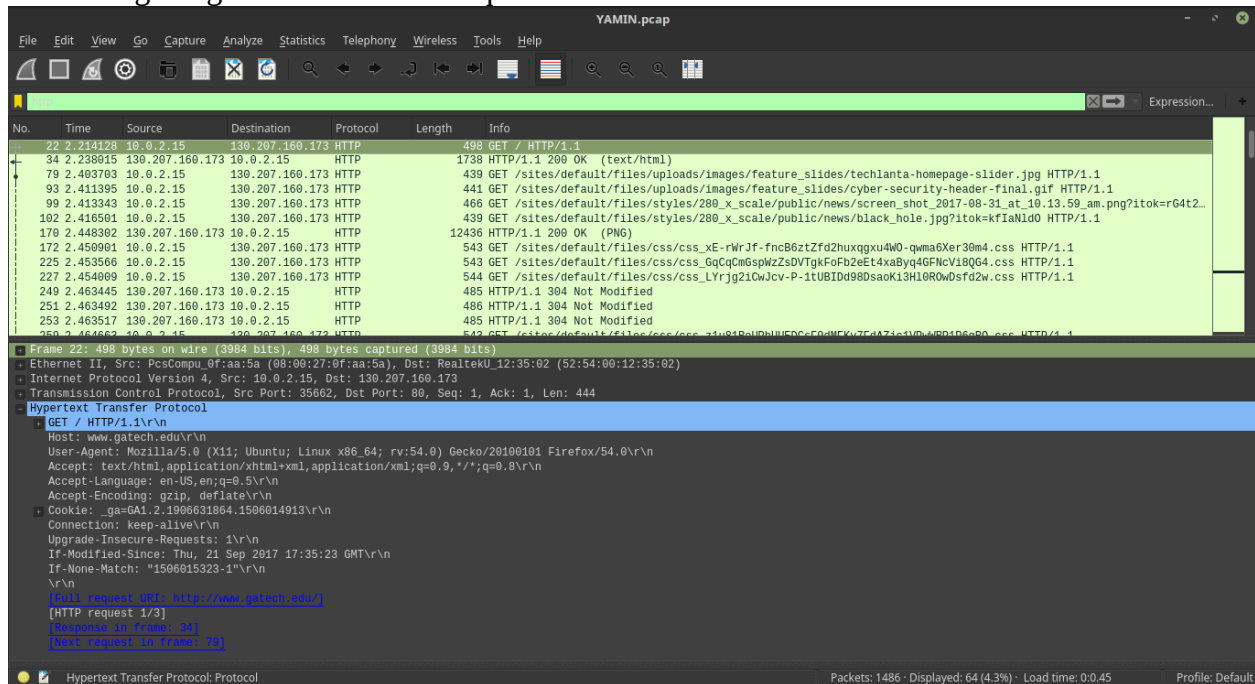 YAMIN.pcap
File Edit View Go Capture Analyze Statistics Telephony Wireless Tools Help
http
Expression... +
No. Time Source Destination Protocol Length Info
22 2.214128 10.0.2.15 130.207.160.173 HTTP 498 GET / HTTP/1.1
34 2.238015 130.207.160.173 10.0.2.15 HTTP 1738 HTTP/1.1 200 OK (text/html)
79 2.403703 10.0.2.15 130.207.160.173 HTTP 439 GET /sites/default/files/uploads/images/feature_slides/techlanta-homepage-slider.jpg HTTP/1.1
93 2.411395 10.0.2.15 130.207.160.173 HTTP 441 GET /sites/default/files/uploads/images/feature_slides/cyber-security-header-final.gif HTTP/1.1
99 2.413343 10.0.2.15 130.207.160.173 HTTP 466 GET /sites/default/files/styles/280_x_scale/public/news/screen_shot_2017-08-31_at_10.13.59_am.png?itok=rG4t2…
102 2.416501 10.0.2.15 130.207.160.173 HTTP 439 GET /sites/default/files/styles/280_x_scale/public/news/black_hole.jpg?itok=kfIaNldO HTTP/1.1
170 2.448302 130.207.160.173 10.0.2.15 HTTP 12436 HTTP/1.1 200 OK (PNG)
172 2.450901 10.0.2.15 130.207.160.173 HTTP 543 GET /sites/default/files/css/css_xE-rWrJf-fncB6ztZfd2huxqgxu4WO-qwma6Xer30m4.css HTTP/1.1
225 2.453566 10.0.2.15 130.207.160.173 HTTP 543 GET /sites/default/files/css/css_GqCqCmGspWzZsDVTgkFoFb2eEt4xaByq4GFNcVi8QG4.css HTTP/1.1
227 2.454009 10.0.2.15 130.207.160.173 HTTP 544 GET /sites/default/files/css/css_LYrjg2iCwJcv-P-1tUBIDd98DsaoKi3Hl0ROwDsfd2w.css HTTP/1.1
249 2.463445 130.207.160.173 10.0.2.15 HTTP 485 HTTP/1.1 304 Not Modified
251 2.463492 130.207.160.173 10.0.2.15 HTTP 486 HTTP/1.1 304 Not Modified
253 2.463517 130.207.160.173 10.0.2.15 HTTP 485 HTTP/1.1 304 Not Modified
Frame 22: 498 bytes on wire (3984 bits), 498 bytes captured (3984 bits)
Ethernet II, Src: PcsCompu_0f:aa:5a (08:00:27:0f:aa:5a), Dst: RealtekU_12:35:02 (52:54:00:12:35:02)
Internet Protocol Version 4, Src: 10.0.2.15, Dst: 130.207.160.173
Transmission Control Protocol, Src Port: 35662, Dst Port: 80, Seq: 1, Ack: 1, Len: 444
Hypertext Transfer Protocol
GET / HTTP/1.1\r\n
Host: www.gatech.edu\r\n
User-Agent: Mozilla/5.0 (X11; Ubuntu; Linux x86_64; rv:54.0) Gecko/20100101 Firefox/54.0\r\n
Accept: text/html,application/xhtml+xml,application/xml;q=0.9,*/*;q=0.8\r\n
Accept-Language: en-US,en;q=0.5\r\n
Accept-Encoding: gzip, deflate\r\n
Cookie: _ga=GA1.2.1906631864.1506014913\r\n
Connection: keep-alive\r\n
Upgrade-Insecure-Requests: 1\r\n
If-Modified-Since: Thu, 21 Sep 2017 17:35:23 GMT\r\n
If-None-Match: "1506015323-1"\r\n
\r\n
[Full request URI: http://www.gatech.edu/]
[HTTP request 1/3]
[Response in frame: 34]
[Next request in frame: 79]
Hypertext Transfer Protocol: Protocol Packets: 1486 · Displayed: 64 (4.3%) · Load time: 0:0.45 Profile: Default